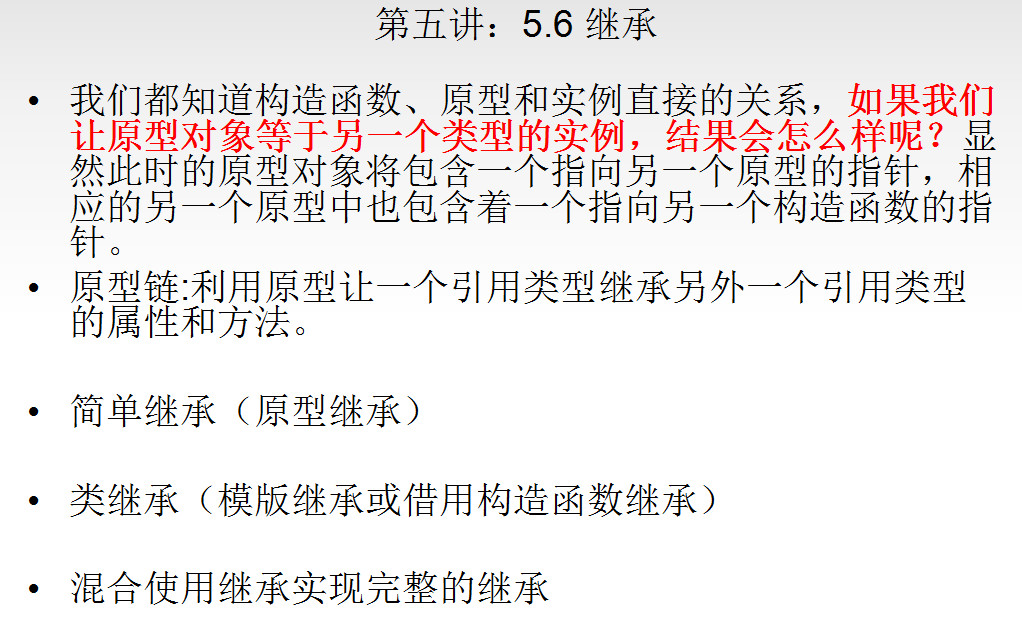 第五讲：5.6 继承
• 我们都知道构造函数、原型和实例直接的关系，如果我们
让原型对象等于另一个类型的实例，结果会怎么样呢？显
然此时的原型对象将包含一个指向另一个原型的指针，相
应的另一个原型中也包含着一个指向另一个构造函数的指
针。
• 原型链:利用原型让一个引用类型继承另外一个引用类型
的属性和方法。
• 简单继承（原型继承）
• 类继承（模版继承或借用构造函数继承）
• 混合使用继承实现完整的继承